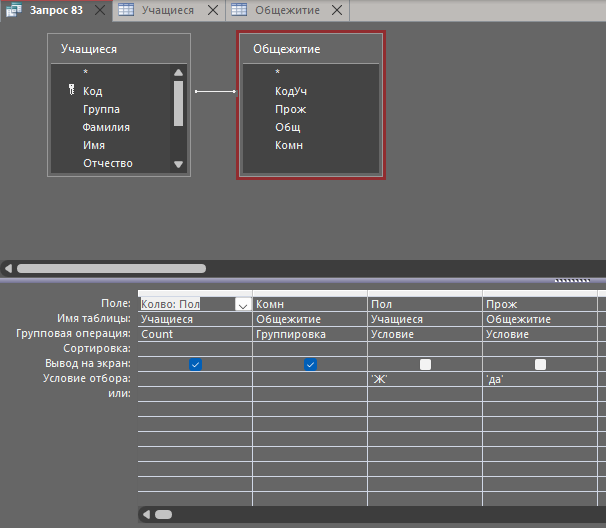 Запрос 83 Учащиеся Общежитие
Учащиеся
*
Код
Группа
Фамилия
Имя
Отчество
Общежитие
*
КодУч
Прож
Общ
Комн
Поле: Колво: Пол Комн Пол Прож
Имя таблицы: Учащиеся Общежитие Учащиеся Общежитие
Групповая операция: Count Группировка Условие Условие
Сортировка:
Вывод на экран:
Условие отбора: 'Ж' 'да'
или: